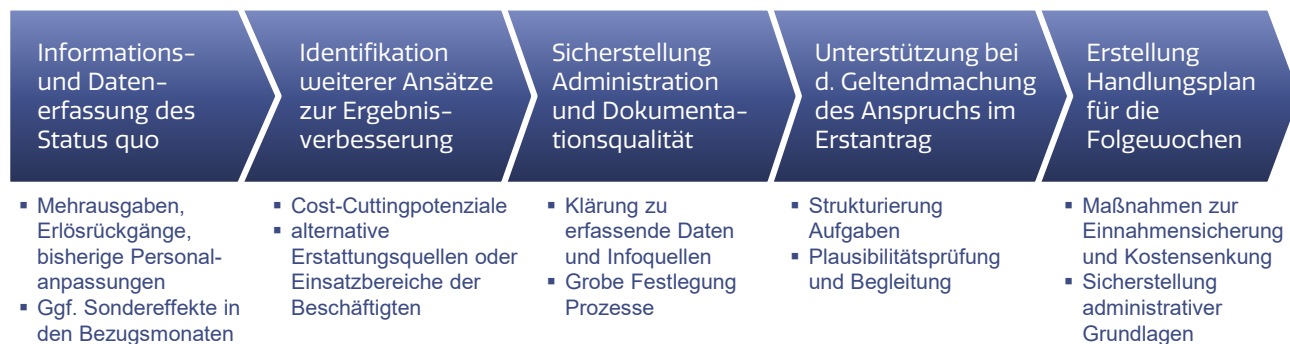 Informations-
und Daten-
erfassung des
Status quo
Identifikation
weiterer Ansätze
zur Ergebnis-
verbesserung
Sicherstellung
Administration
und Dokumenta-
tionsqualität
Unterstützung bei
d. Geltendmachung
des Anspruchs im
Erstantrag
Erstellung
Handlungsplan
für die
Folgewochen
▪ Mehrausgaben,
Erlösrückgänge,
bisherige Personal-
anpassungen
▪ Ggf. Sondereffekte in
den Bezugsmonaten
▪ Cost-Cuttingpotenziale
▪ alternative
Erstattungsquellen oder
Einsatzbereiche der
Beschäftigten
▪ Klärung zu
erfassende Daten
und Infoquellen
▪ Grobe Festlegung
Prozesse
▪ Strukturierung
Aufgaben
▪ Plausibilitätsprüfung
und Begleitung
▪ Maßnahmen zur
Einnahmensicherung
und Kostensenkung
▪ Sicherstellung
administrativer
Grundlagen